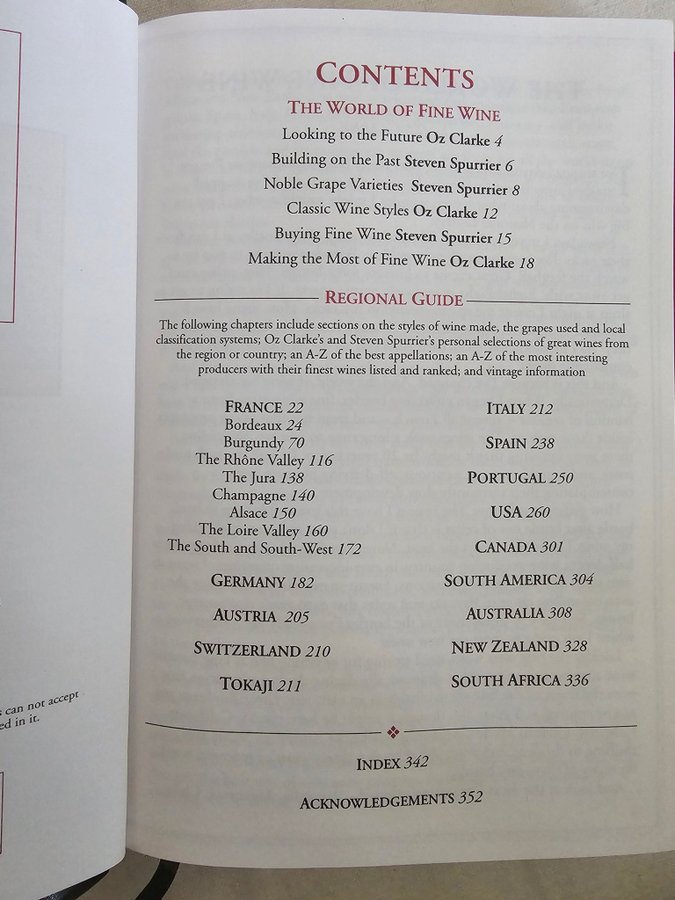 CONTENTS
THE WORLD OF FINE WINE
Looking to the Future Oz Clarke 4
Building on the Past Steven Spurrier 6
Noble Grape Varieties Steven Spurrier 8
Classic Wine Styles Oz Clarke 12
Buying Fine Wine Steven Spurrier 15
Making the Most of Fine Wine Oz Clarke 18
REGIONAL GUIDE
The following chapters include sections on the styles of wine made, the grapes used and local
classification systems; Oz Clarke's and Steven Spurrier's personal selections of great wines from
the region or country; an A-Z of the best appellations; an A-Z of the most interesting
producers with their finest wines listed and ranked; and vintage information
FRANCE 22
Bordeaux 24
Burgundy 70
The Rhône Valley 116
The Jura 138
Champagne 140
Alsace 150
The Loire Valley 160
The South and South-West 172
GERMANY 182
AUSTRIA 205
SWITZERLAND 210
TOKAJI 211
ITALY 212
SPAIN 238
PORTUGAL 250
USA 260
CANADA 301
SOUTH AMERICA 304
AUSTRALIA 308
NEW ZEALAND 328
SOUTH AFRICA 336
INDEX 342
ACKNOWLEDGEMENTS 352
can not accept
ed in it.